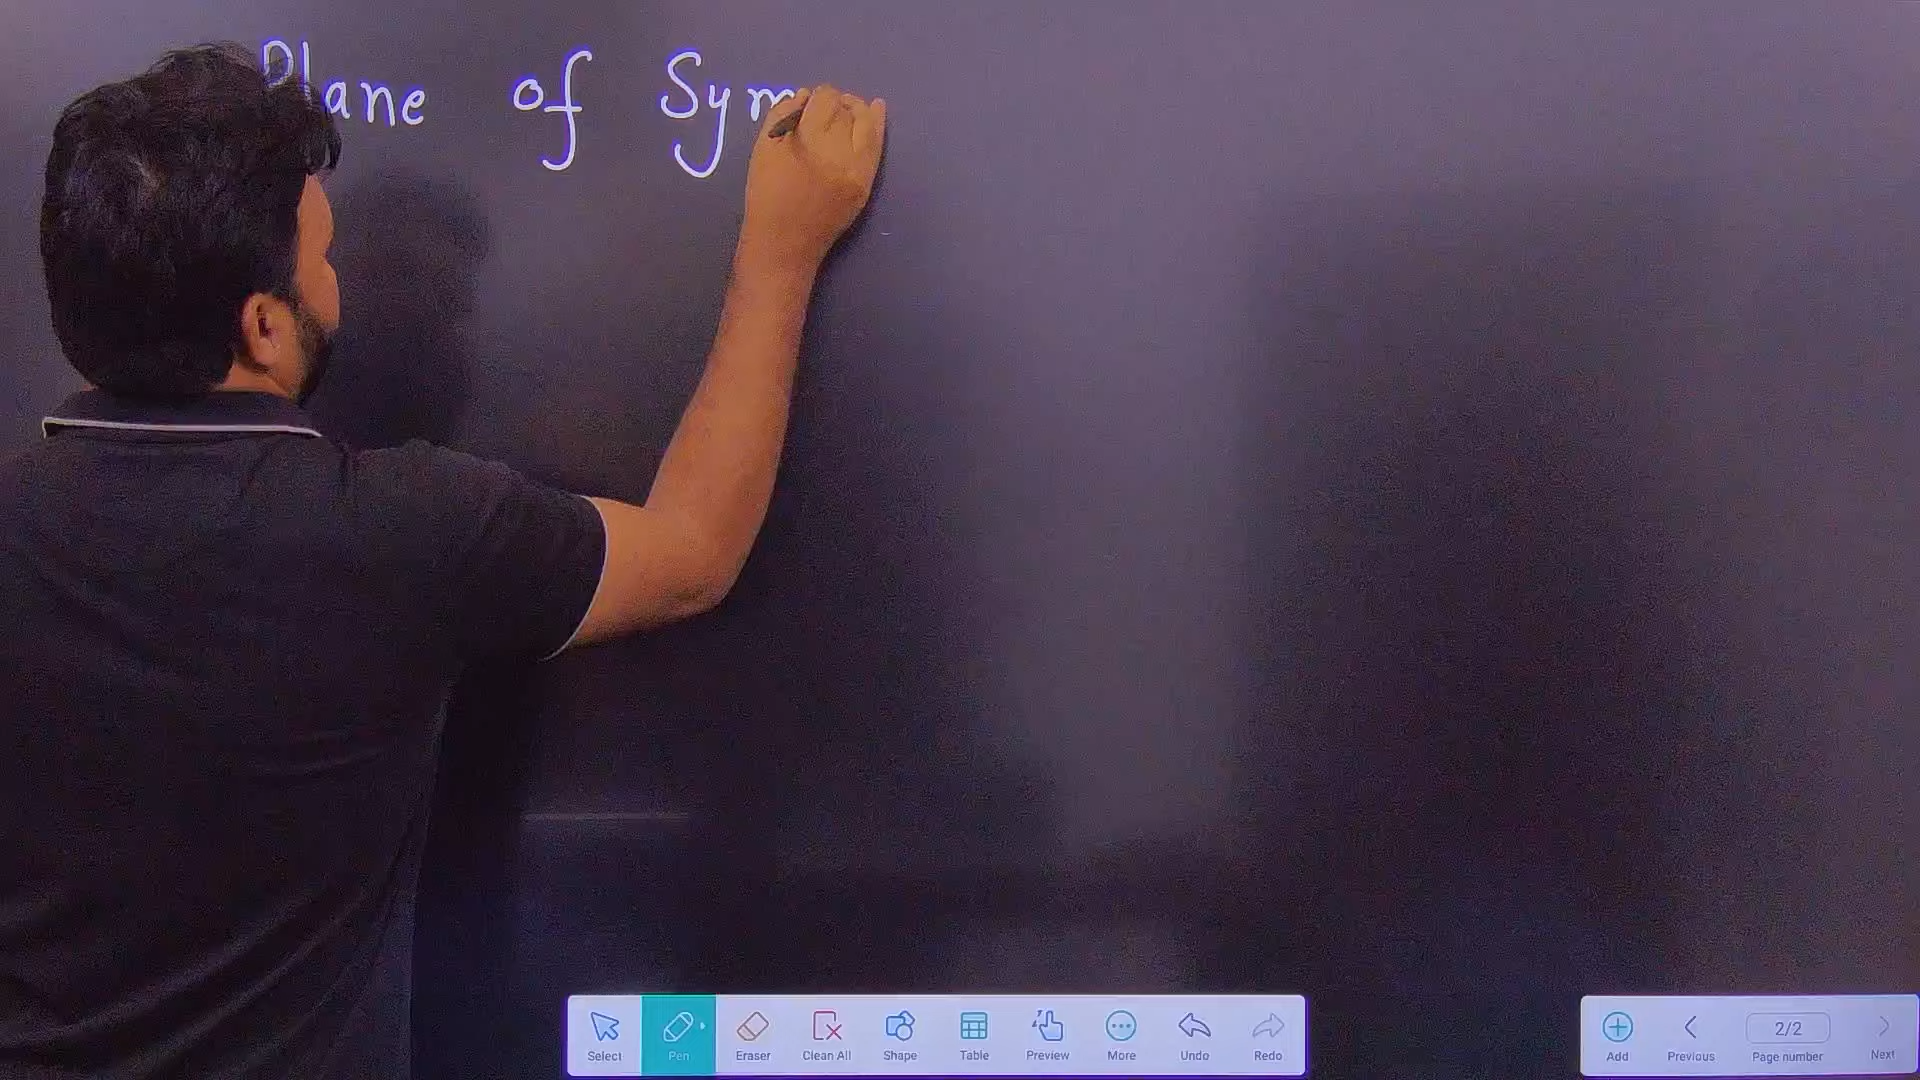 Plane of Sym
Select Pen Eraser Clean All Shape Table Preview More Undo Redo
Add Previous 2/2 Page number Next